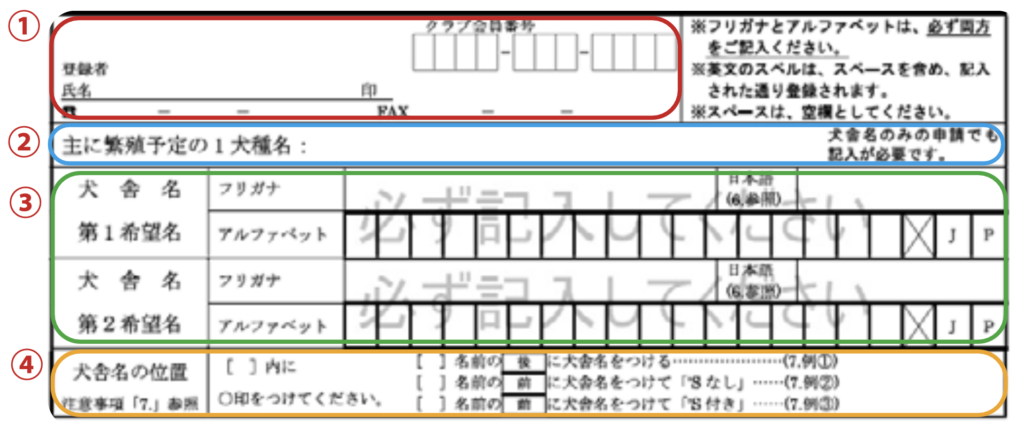 ①
クラブ会員番号
登録者
氏名 印
☎ － － FAX － －
※フリガナとアルファベットは、必ず両方
をご記入ください。
※英文のスペルは、スペースを含め、記入
された通り登録されます。
※スペースは、空欄としてください。
②
主に繁殖予定の1犬種名：
犬舎名のみの申請でも
記入が必要です。
③
犬舎名 フリガナ 日本語
(6.参照)
第1希望名 アルファベット J P
必ず記入してください
犬舎名 フリガナ 日本語
(6.参照)
第2希望名 アルファベット J P
必ず記入してください
④
犬舎名の位置
注意事項「7.」参照
[ ] 内に
○印をつけてください。
[ ] 名前の 後 に犬舎名をつける……………………(7.例①)
[ ] 名前の 前 に犬舎名をつけて「'Sなし」……(7.例②)
[ ] 名前の 前 に犬舎名をつけて「'S付き」……(7.例③)